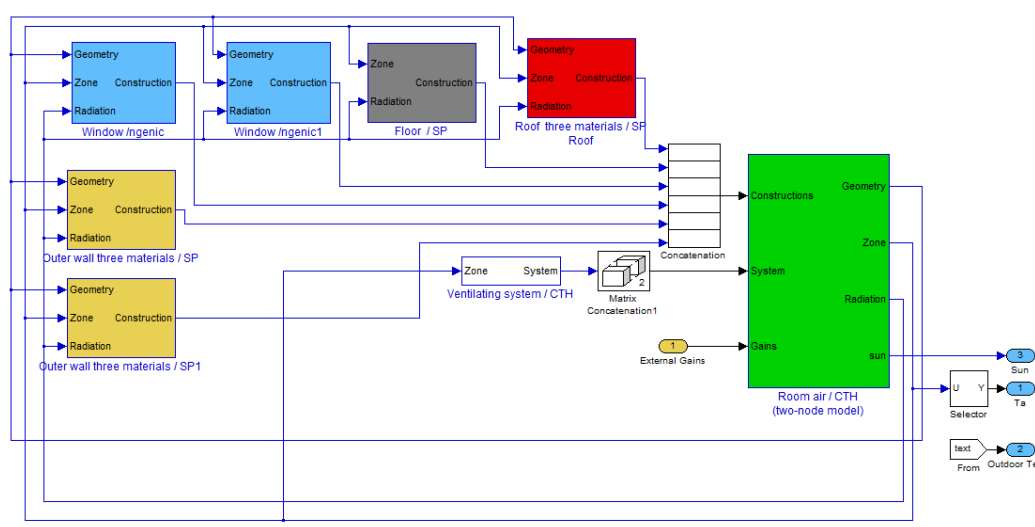 Geometry
Zone Construction
Radiation
Window /ngenic
Geometry
Zone Construction
Radiation
Window /ngenic1
Zone
Construction
Radiation
Floor / SP
Geometry
Zone Construction
Radiation
Roof three materials / SP
Roof
Geometry
Zone Construction
Radiation
Outer wall three materials / SP
Geometry
Zone Construction
Radiation
Outer wall three materials / SP1
Concatenation
Zone System
Ventilating system / CTH
2
Matrix
Concatenation1
1
External Gains
Constructions
Geometry
Zone
System
Radiation
Gains
sun
Room air / CTH
(two-node model)
3
Sun
U Y
Selector
1
Ta
text
From
2
Outdoor Te